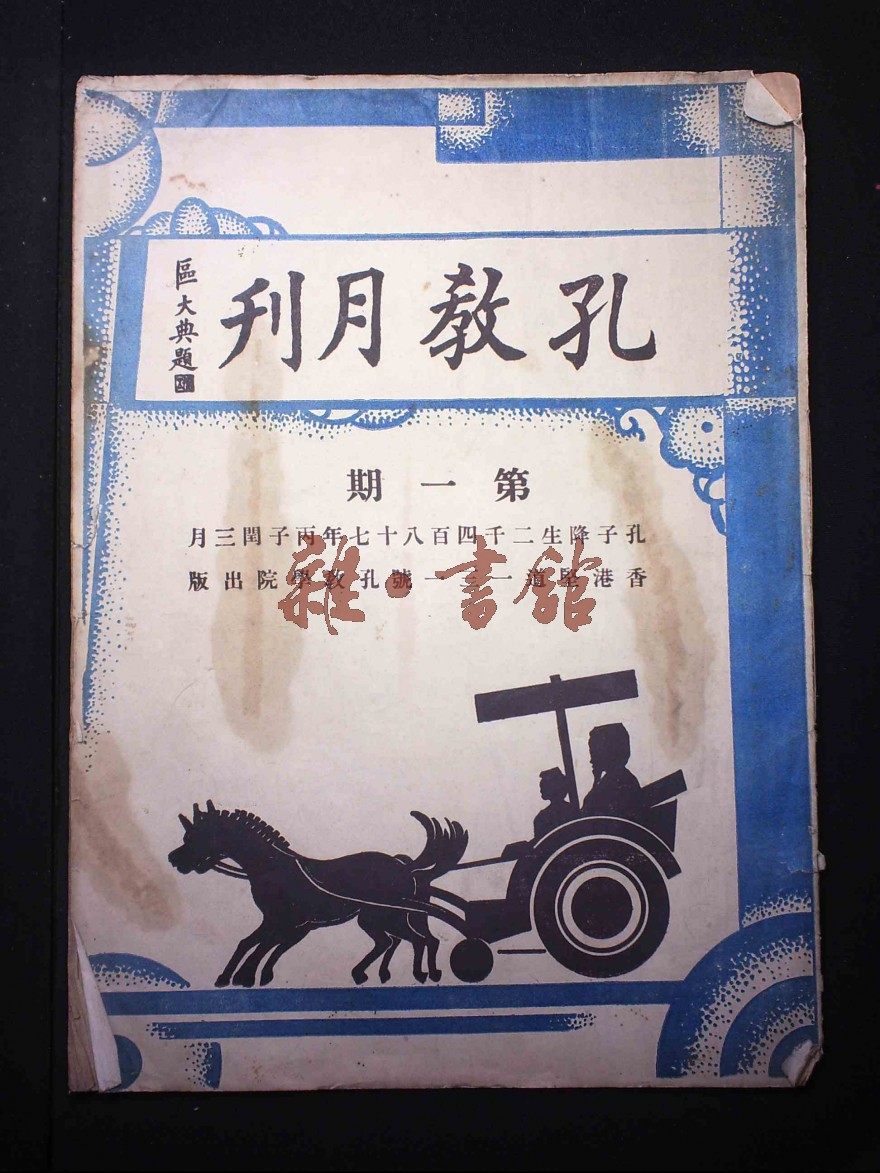 孔教月刊
區大典題
第一期
孔子降生二千四百八十七年丙子閏三月
香港堅道一三一號孔教學院出版
雜·書館